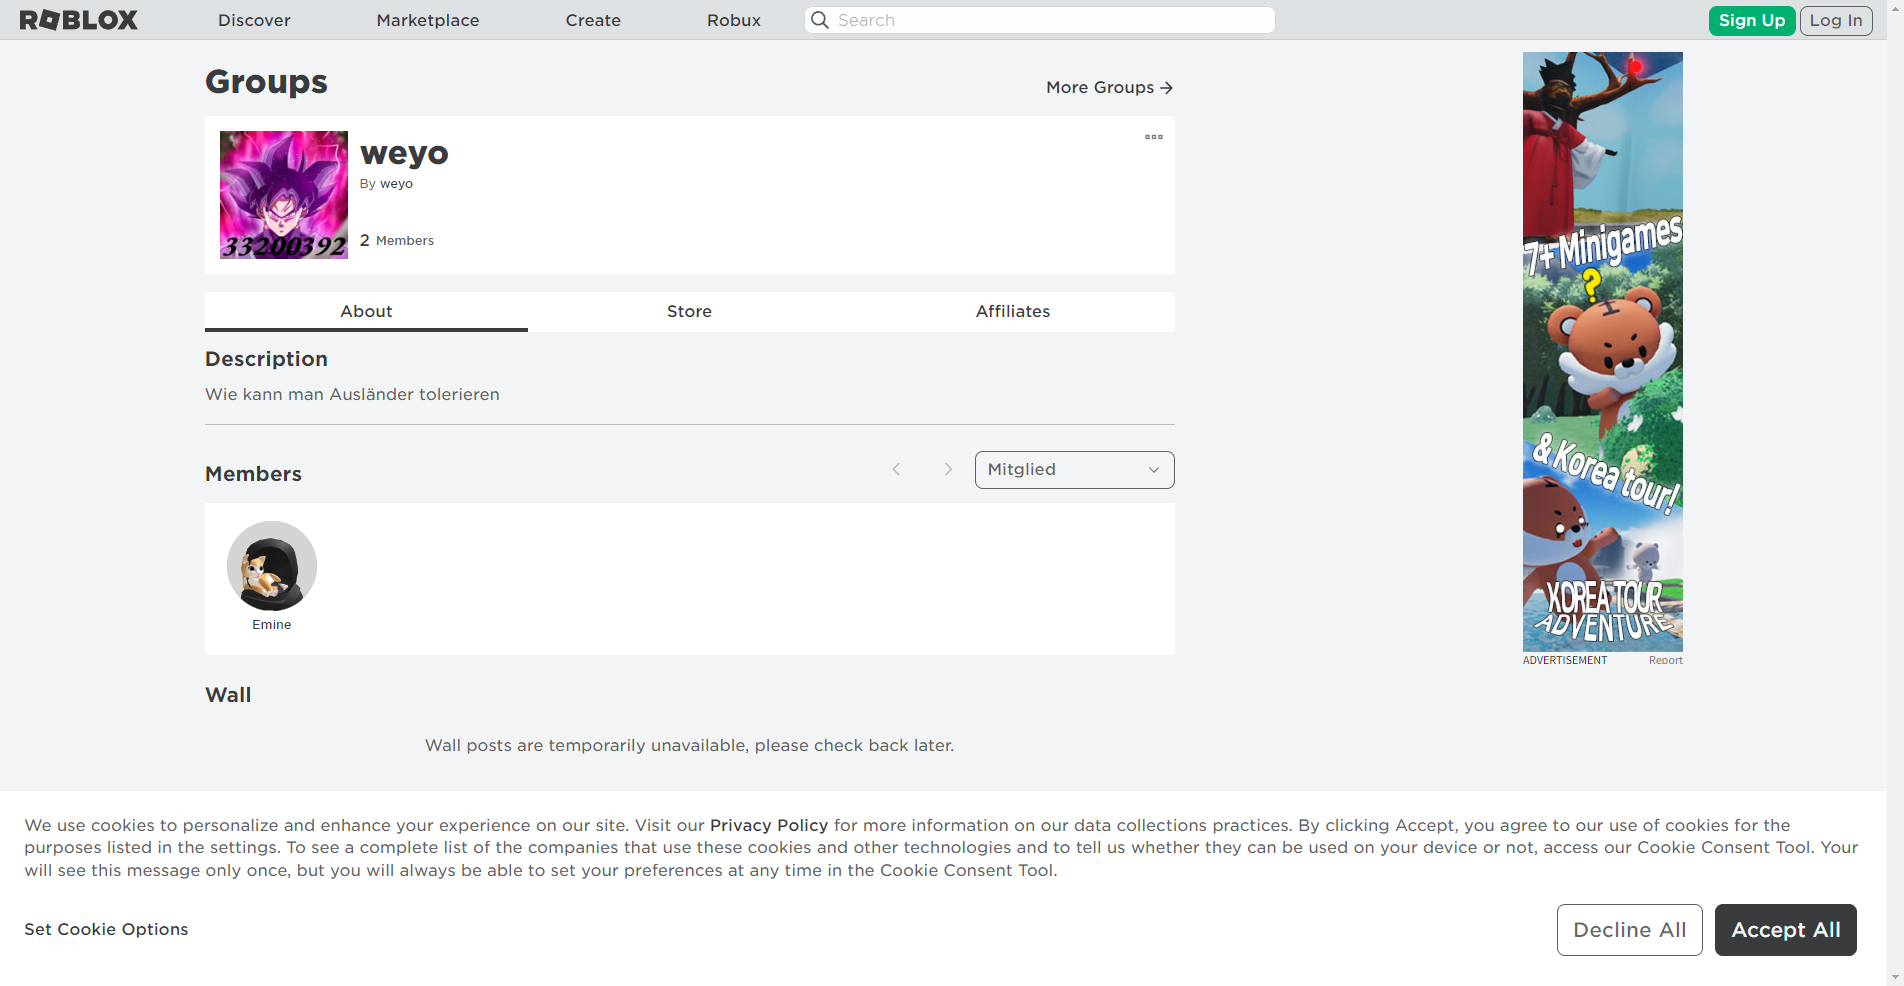 ROBLOX
Discover
Marketplace
Create
Robux
Search
Sign Up
Log In
Groups
More Groups
weyo
By weyo
33200392
2 Members
About
Store
Affiliates
Description
Wie kann man Ausländer tolerieren
Members
Mitglied
Emine
Wall
Wall posts are temporarily unavailable, please check back later.
7+ Minigames
?
& Korea tour!
KOREA TOUR
ADVENTURE
ADVERTISEMENT
Report
We use cookies to personalize and enhance your experience on our site. Visit our Privacy Policy for more information on our data collections practices. By clicking Accept, you agree to our use of cookies for the
purposes listed in the settings. To see a complete list of the companies that use these cookies and other technologies and to tell us whether they can be used on your device or not, access our Cookie Consent Tool. Your
will see this message only once, but you will always be able to set your preferences at any time in the Cookie Consent Tool.
Set Cookie Options
Decline All
Accept All